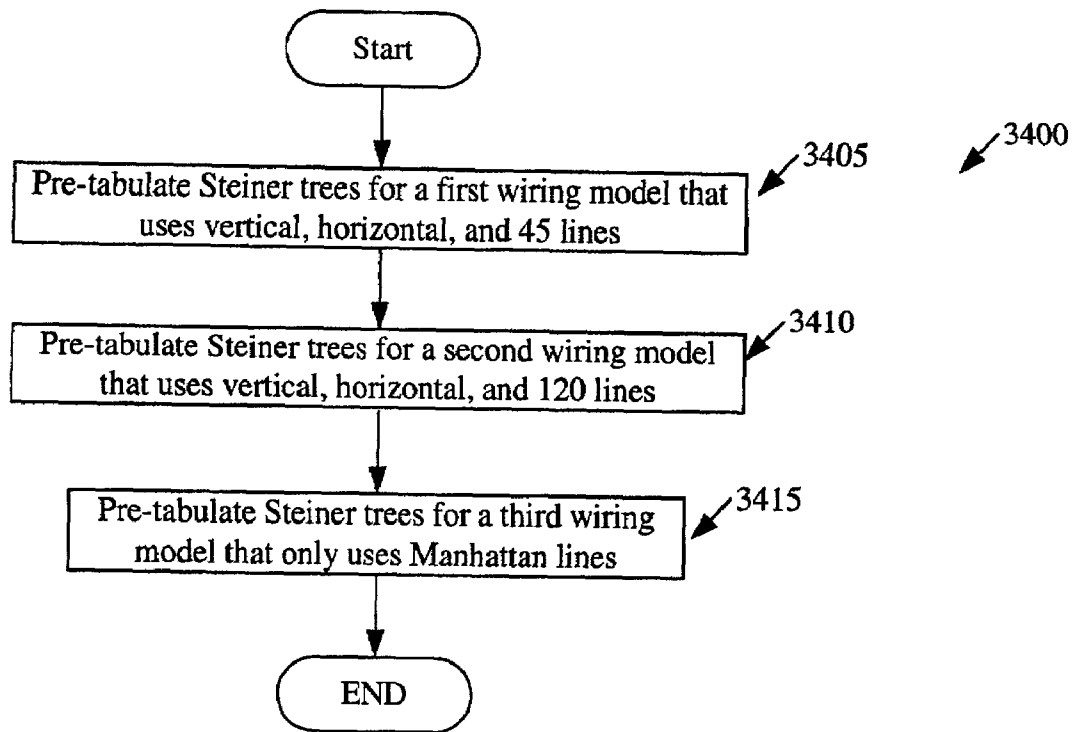 Start
3400
3405
Pre-tabulate Steiner trees for a first wiring model that
uses vertical, horizontal, and 45 lines
3410
Pre-tabulate Steiner trees for a second wiring model
that uses vertical, horizontal, and 120 lines
3415
Pre-tabulate Steiner trees for a third wiring
model that only uses Manhattan lines
END